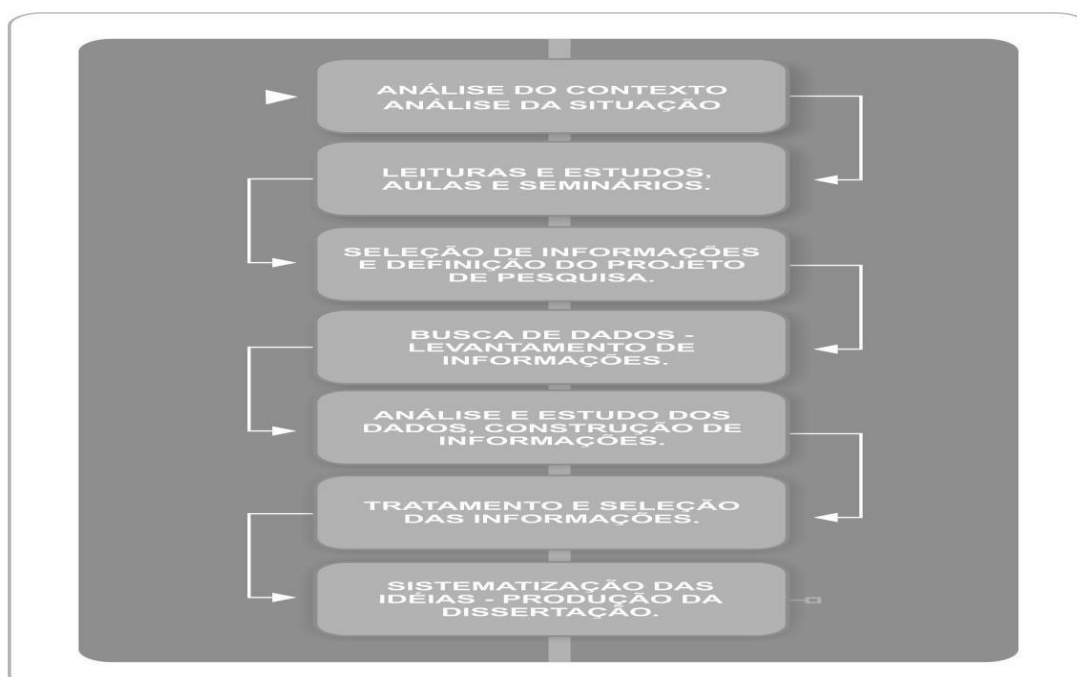 ANÁLISE DO CONTEXTO
ANÁLISE DA SITUAÇÃO
LEITURAS E ESTUDOS,
AULAS E SEMINÁRIOS.
SELEÇÃO DE INFORMAÇÕES
E DEFINIÇÃO DO PROJETO
DE PESQUISA.
BUSCA DE DADOS -
LEVANTAMENTO DE
INFORMAÇÕES.
ANÁLISE E ESTUDO DOS
DADOS, CONSTRUÇÃO DE
INFORMAÇÕES.
TRATAMENTO E SELEÇÃO
DAS INFORMAÇÕES.
SISTEMATIZAÇÃO DAS
IDÉIAS - PRODUÇÃO DA
DISSERTAÇÃO.